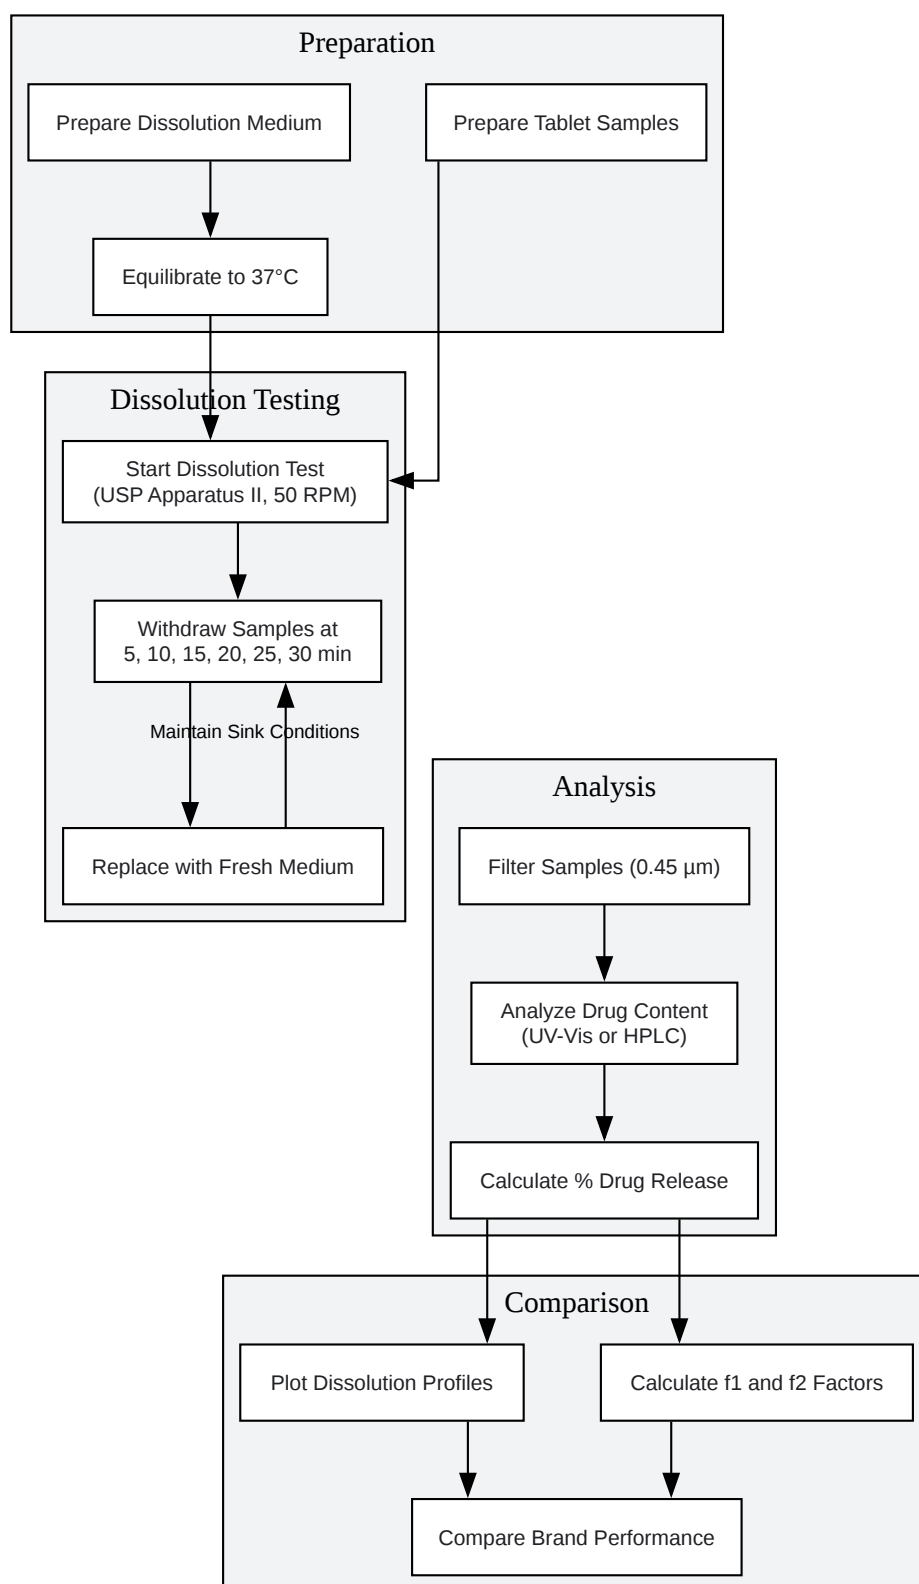 Preparation
Prepare Dissolution Medium
Prepare Tablet Samples
Equilibrate to 37°C
Dissolution Testing
Start Dissolution Test
(USP Apparatus II, 50 RPM)
Withdraw Samples at
5, 10, 15, 20, 25, 30 min
Maintain Sink Conditions
Replace with Fresh Medium
Analysis
Filter Samples (0.45 µm)
Analyze Drug Content
(UV-Vis or HPLC)
Calculate % Drug Release
Comparison
Plot Dissolution Profiles
Calculate f1 and f2 Factors
Compare Brand Performance